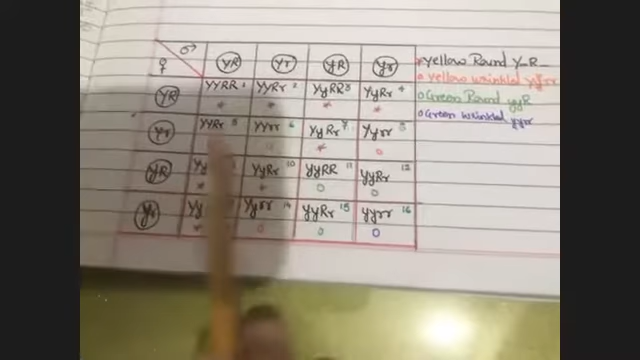 ♂
♀ YR Yr yR yr
YR YYRR 1 YYRr 2 YyRR 3 YyRr 4
Yr YYRr 5 YYrr 6 YyRr 7 Yyrr 8
yR YyRr 10 yyRR 11 yyRr 12
yr Yyrr 14 yyRr 15 yyrr 16
*Yellow Round Y_R_
o Yellow wrinkled
o Green Round yyR
o Green wrinkled yyrr